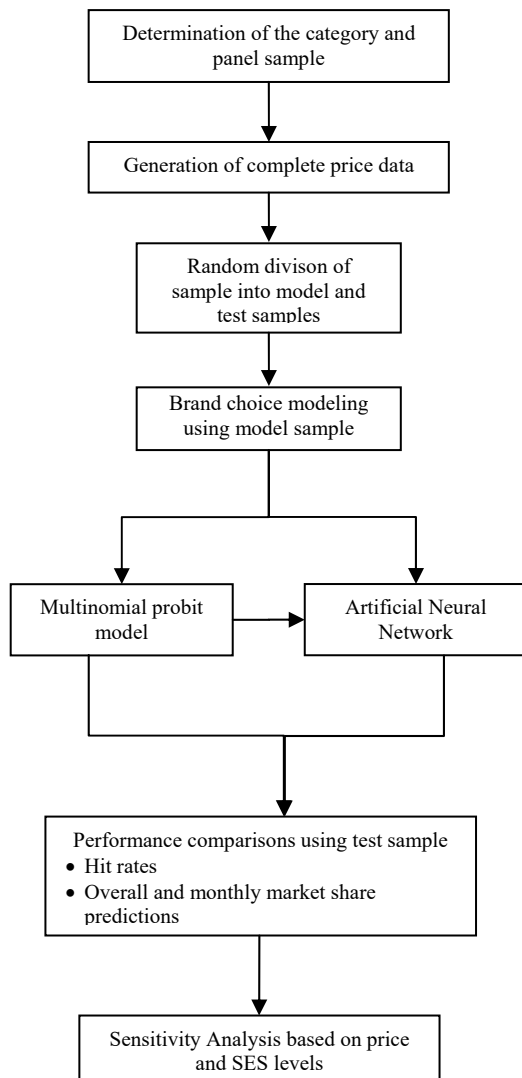 Determination of the category and
panel sample
Generation of complete price data
Random divison of
sample into model and
test samples
Brand choice modeling
using model sample
Multinomial probit
model
Artificial Neural
Network
Performance comparisons using test sample
• Hit rates
• Overall and monthly market share
predictions
Sensitivity Analysis based on price
and SES levels